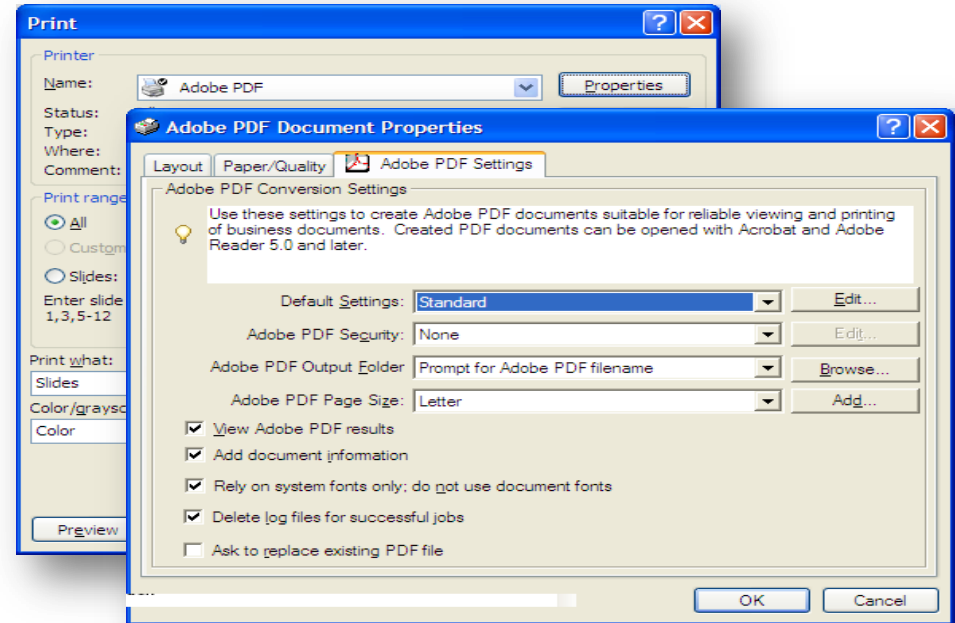 Print
Printer
Name:
Adobe PDF
Properties
Status:
Type:
Where:
Comment:
Print range
All
Custom
Slides:
Enter slide
1,3,5-12
Print what:
Slides
Color/graysc
Color
Preview
Adobe PDF Document Properties
Layout
Paper/Quality
Adobe PDF Settings
Adobe PDF Conversion Settings
Use these settings to create Adobe PDF documents suitable for reliable viewing and printing
of business documents. Created PDF documents can be opened with Acrobat and Adobe
Reader 5.0 and later.
Default Settings: Standard Edit...
Adobe PDF Security: None Edit...
Adobe PDF Output Folder Prompt for Adobe PDF filename Browse...
Adobe PDF Page Size: Letter Add...
View Adobe PDF results
Add document information
Rely on system fonts only; do not use document fonts
Delete log files for successful jobs
Ask to replace existing PDF file
OK Cancel